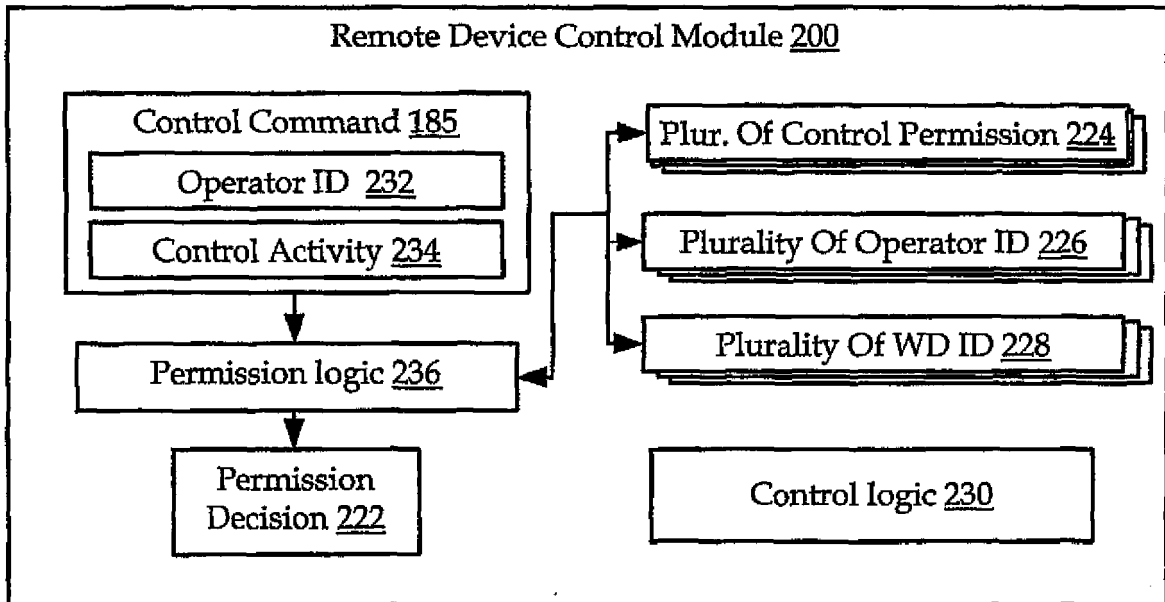 Remote Device Control Module 200
Control Command 185
Operator ID 232
Control Activity 234
Permission logic 236
Permission
Decision 222
Plur. Of Control Permission 224
Plurality Of Operator ID 226
Plurality Of WD ID 228
Control logic 230